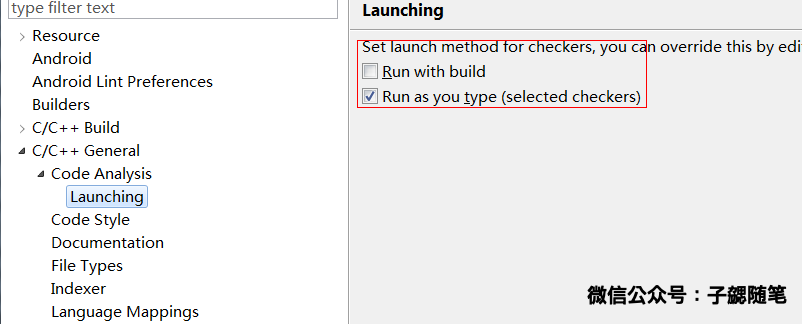 type filter text
Resource
Android
Android Lint Preferences
Builders
C/C++ Build
C/C++ General
Code Analysis
Launching
Code Style
Documentation
File Types
Indexer
Language Mappings
Launching
Set launch method for checkers, you can override this by edi
Run with build
Run as you type (selected checkers)
微信公众号：子勰随笔